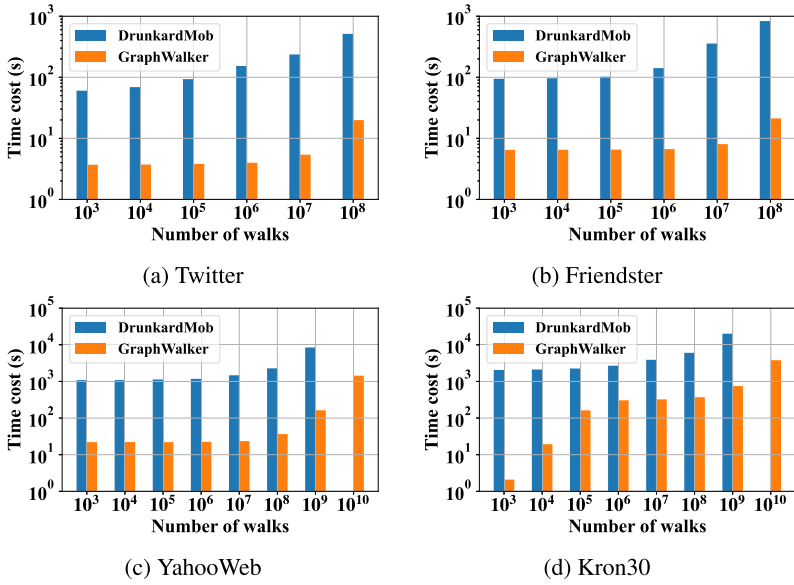 10^3
DrunkardMob
GraphWalker
10^2
10^1
10^0
Time cost (s)
10^3 10^4 10^5 10^6 10^7 10^8
Number of walks
(a) Twitter
10^3
DrunkardMob
GraphWalker
10^2
10^1
10^0
Time cost (s)
10^3 10^4 10^5 10^6 10^7 10^8
Number of walks
(b) Friendster
10^5
DrunkardMob
10^4
GraphWalker
10^3
10^2
10^1
10^0
Time cost (s)
10^3 10^4 10^5 10^6 10^7 10^8 10^9 10^10
Number of walks
(c) YahooWeb
10^5
DrunkardMob
10^4
GraphWalker
10^3
10^2
10^1
10^0
Time cost (s)
10^3 10^4 10^5 10^6 10^7 10^8 10^9 10^10
Number of walks
(d) Kron30